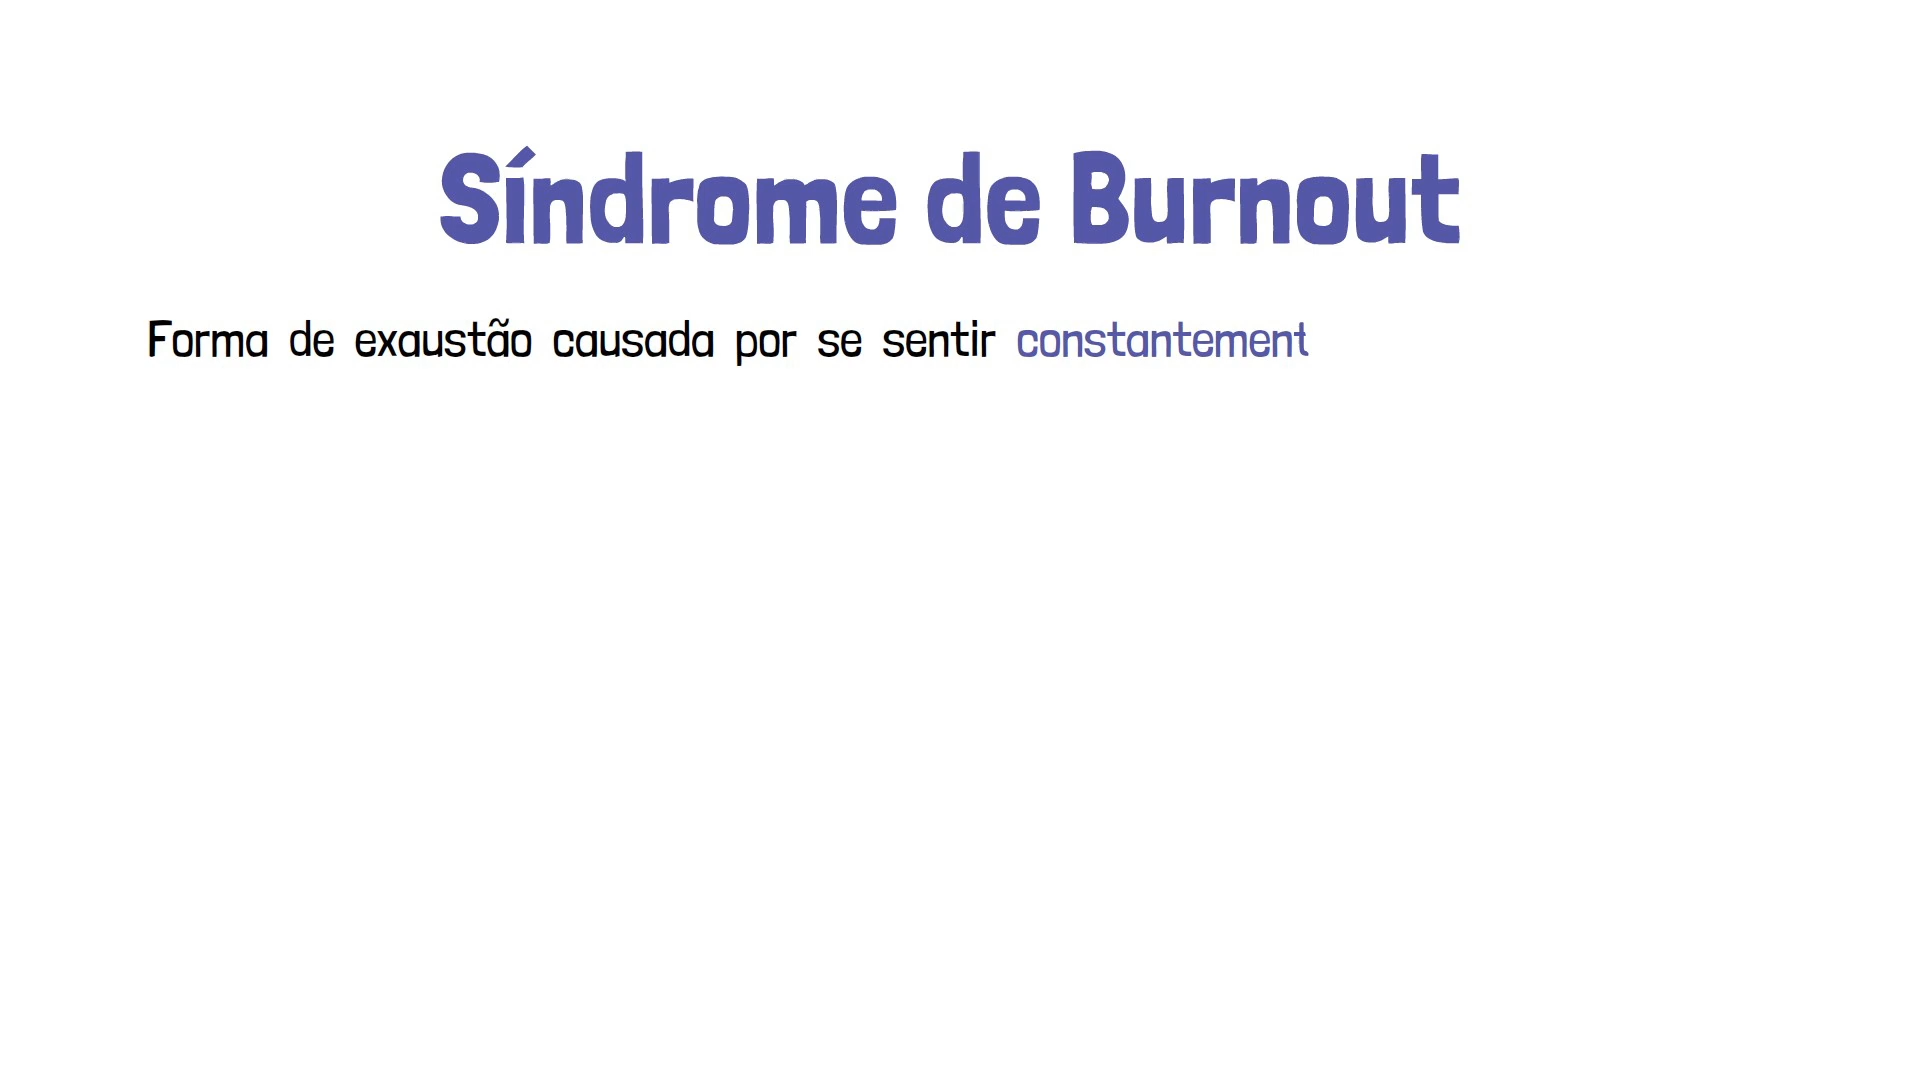 Síndrome de Burnout
Forma de exaustão causada por se sentir constantement